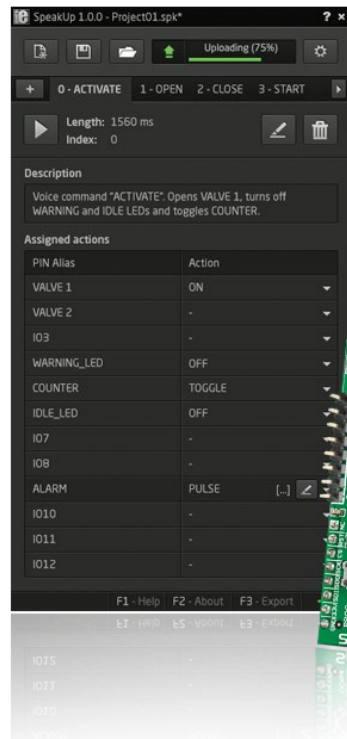 SpeakUp 1.0.0 - Project01.spk* ? ×
Uploading (75%)
+ 0 - ACTIVATE 1 - OPEN 2 - CLOSE 3 - START
Length: 1560 ms
Index: 0
Description
Voice command "ACTIVATE". Opens VALVE 1, turns off
WARNING and IDLE LEDs and toggles COUNTER.
Assigned actions
PIN Alias Action
VALVE 1 ON
VALVE 2 -
IO3 -
WARNING_LED OFF
COUNTER TOGGLE
IDLE_LED OFF
IO7 -
IO8 -
ALARM PULSE [...]
IO10 -
IO11 -
IO12 -
F1 - Help F2 - About F3 - Export